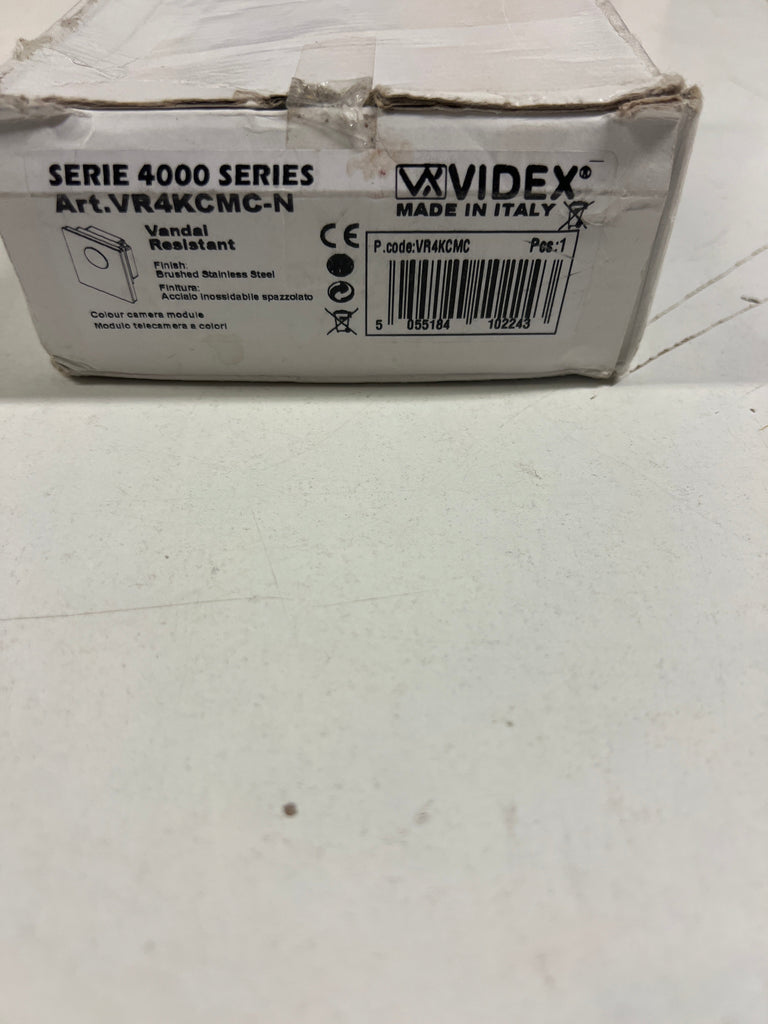 SERIE 4000 SERIES
Art.VR4KCMC-N
Vandal
Resistant
Finish:
Brushed Stainless Steel
Finitura:
Acciaio inossidabile spazzolato
Colour camera module
Modulo telecamera a colori
CE
VIDEX®
MADE IN ITALY
P.code:VR4KCMC Pcs:1
5 055184 102243